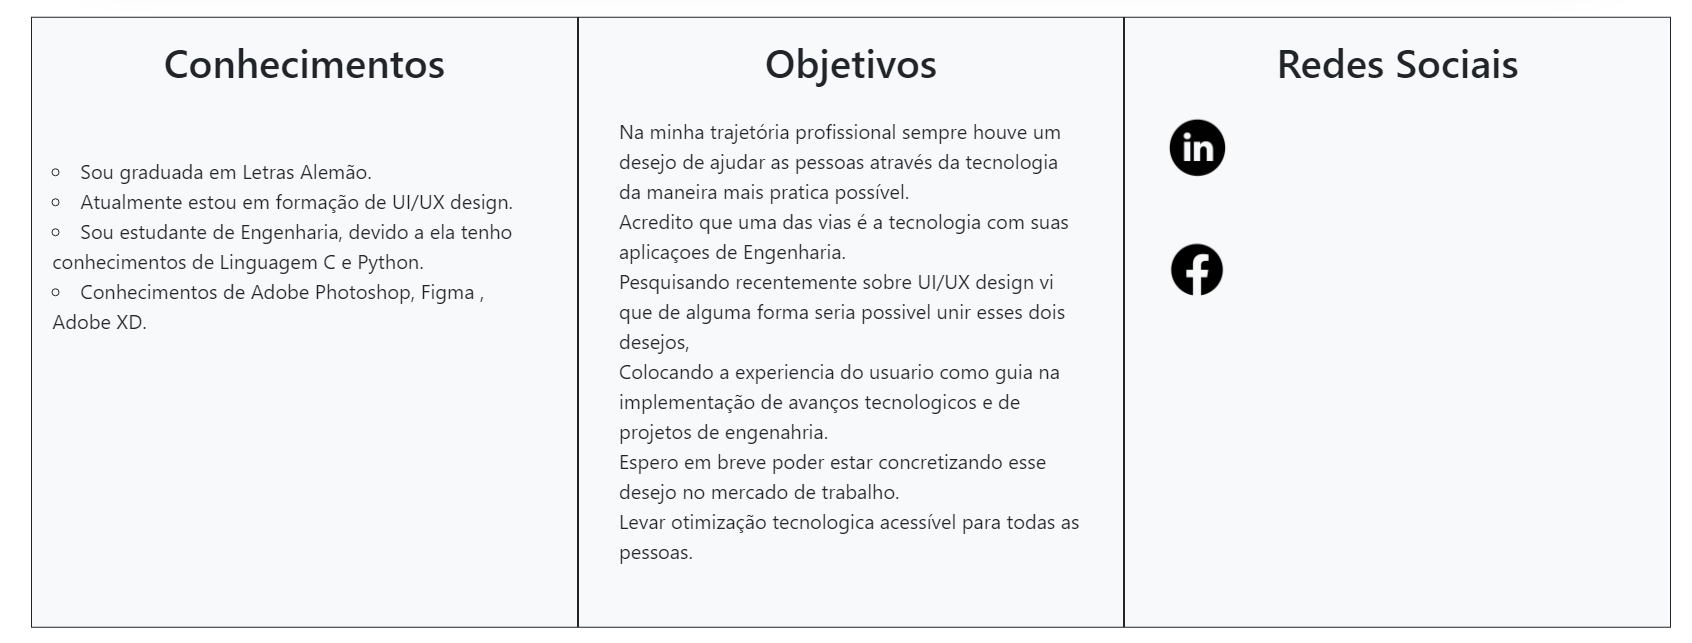 Conhecimentos
Sou graduada em Letras Alemão.
Atualmente estou em formação de UI/UX design.
Sou estudante de Engenharia, devido a ela tenho
conhecimentos de Linguagem C e Python.
Conhecimentos de Adobe Photoshop, Figma ,
Adobe XD.
Objetivos
Na minha trajetória profissional sempre houve um
desejo de ajudar as pessoas através da tecnologia
da maneira mais pratica possível.
Acredito que uma das vias é a tecnologia com suas
aplicaçoes de Engenharia.
Pesquisando recentemente sobre UI/UX design vi
que de alguma forma seria possivel unir esses dois
desejos,
Colocando a experiencia do usuario como guia na
implementação de avanços tecnologicos e de
projetos de engenahria.
Espero em breve poder estar concretizando esse
desejo no mercado de trabalho.
Levar otimização tecnologica acessível para todas as
pessoas.
Redes Sociais
in
f